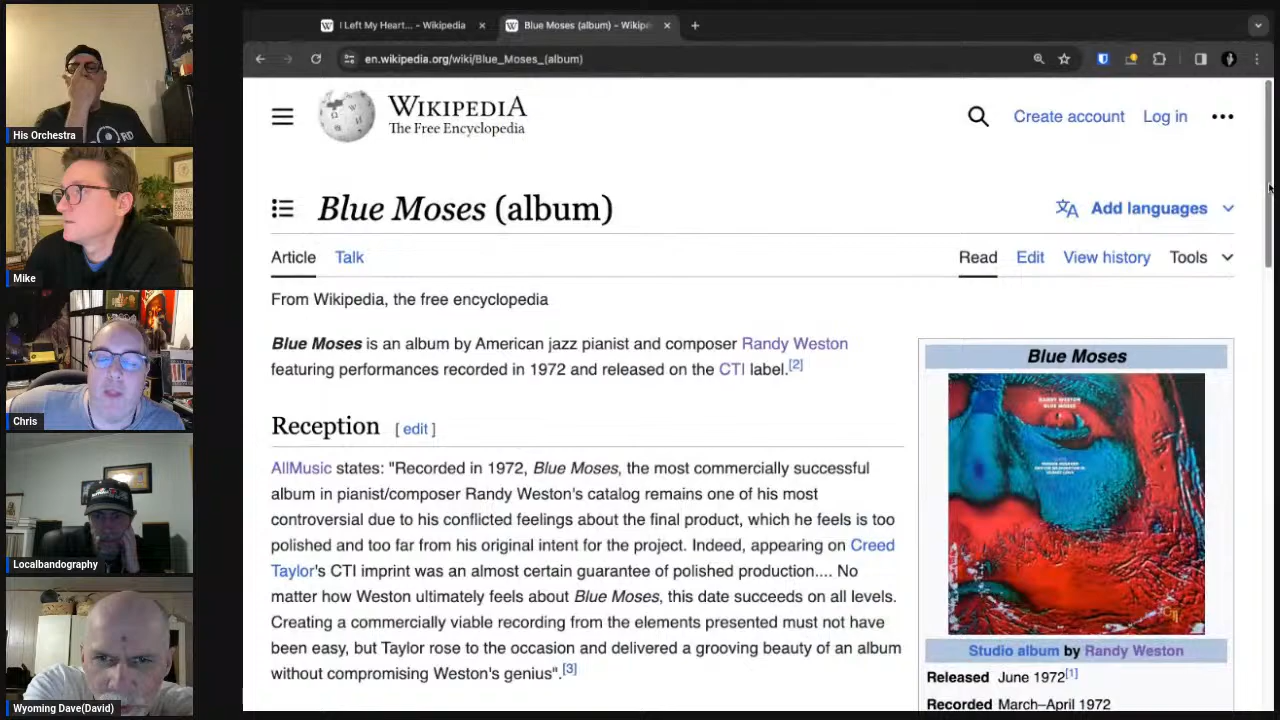 I Left My Heart... - Wikipedia
Blue Moses (album) - Wikip
en.wikipedia.org/wiki/Blue_Moses_(album)
WIKIPEDIA
The Free Encyclopedia
Create account
Log in
Blue Moses (album)
Add languages
Article
Talk
Read
Edit
View history
Tools
From Wikipedia, the free encyclopedia
Blue Moses is an album by American jazz pianist and composer Randy Weston
featuring performances recorded in 1972 and released on the CTI label.[2]
Reception [ edit ]
AllMusic states: "Recorded in 1972, Blue Moses, the most commercially successful
album in pianist/composer Randy Weston's catalog remains one of his most
controversial due to his conflicted feelings about the final product, which he feels is too
polished and too far from his original intent for the project. Indeed, appearing on Creed
Taylor's CTI imprint was an almost certain guarantee of polished production.... No
matter how Weston ultimately feels about Blue Moses, this date succeeds on all levels.
Creating a commercially viable recording from the elements presented must not have
been easy, but Taylor rose to the occasion and delivered a grooving beauty of an album
without compromising Weston's genius".[3]
Blue Moses
RANDY WESTON
BLUE MOSES
Studio album by Randy Weston
Released June 1972[1]
Recorded March–April 1972
His Orchestra
Mike
Chris
Localbandography
Wyoming Dave(David)